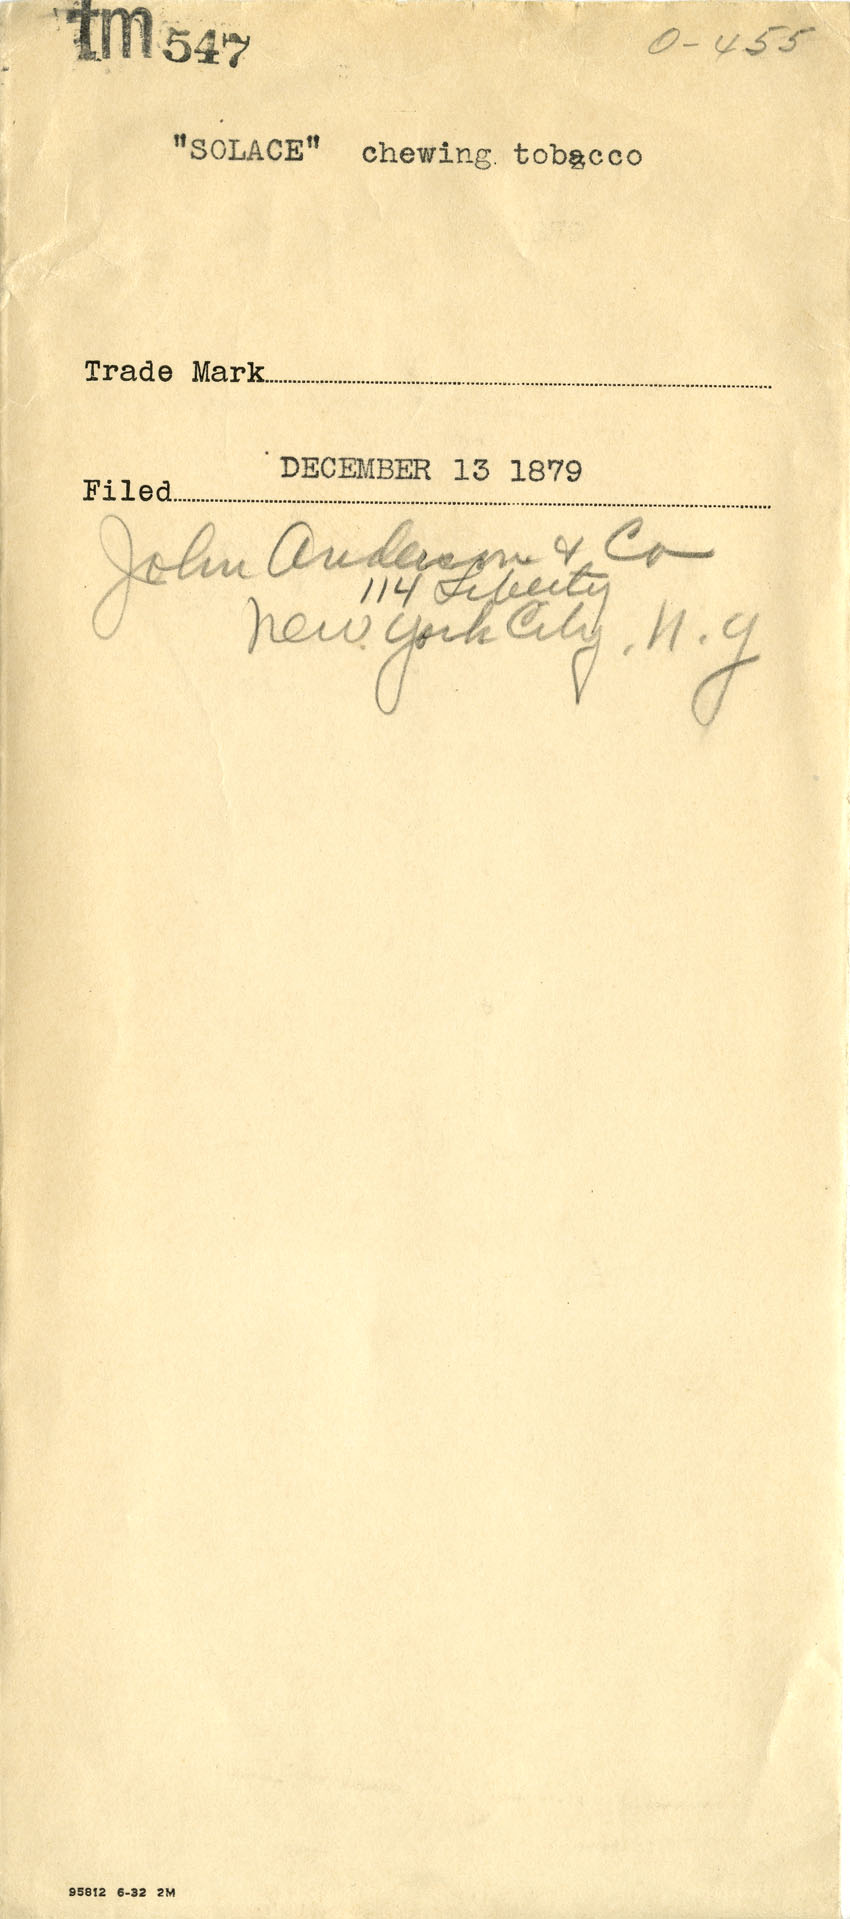 tm 547
0-455
"SOLACE" chewing tobacco
Trade Mark
DECEMBER 13 1879
Filed
John Anderson & Co
114 Liberty
New York City, N.Y
95812 6-32 2M